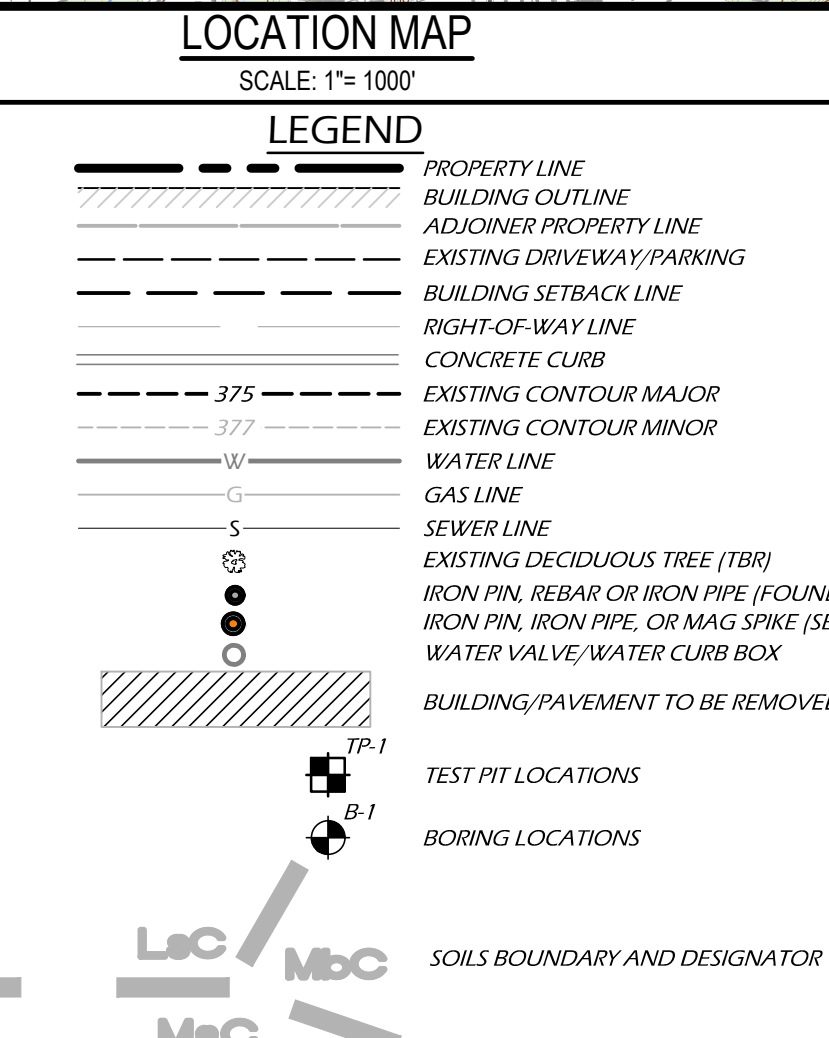 LOCATION MAP
SCALE: 1"= 1000'
LEGEND
PROPERTY LINE
BUILDING OUTLINE
ADJOINER PROPERTY LINE
EXISTING DRIVEWAY/PARKING
BUILDING SETBACK LINE
RIGHT-OF-WAY LINE
CONCRETE CURB
375 EXISTING CONTOUR MAJOR
377 EXISTING CONTOUR MINOR
W WATER LINE
G GAS LINE
S SEWER LINE
EXISTING DECIDUOUS TREE (TBR)
IRON PIN, REBAR OR IRON PIPE (FOUN
IRON PIN, IRON PIPE, OR MAG SPIKE (SE
WATER VALVE/WATER CURB BOX
BUILDING/PAVEMENT TO BE REMOVE
TP-1
TEST PIT LOCATIONS
B-1
BORING LOCATIONS
LsC
MbC SOILS BOUNDARY AND DESIGNATOR